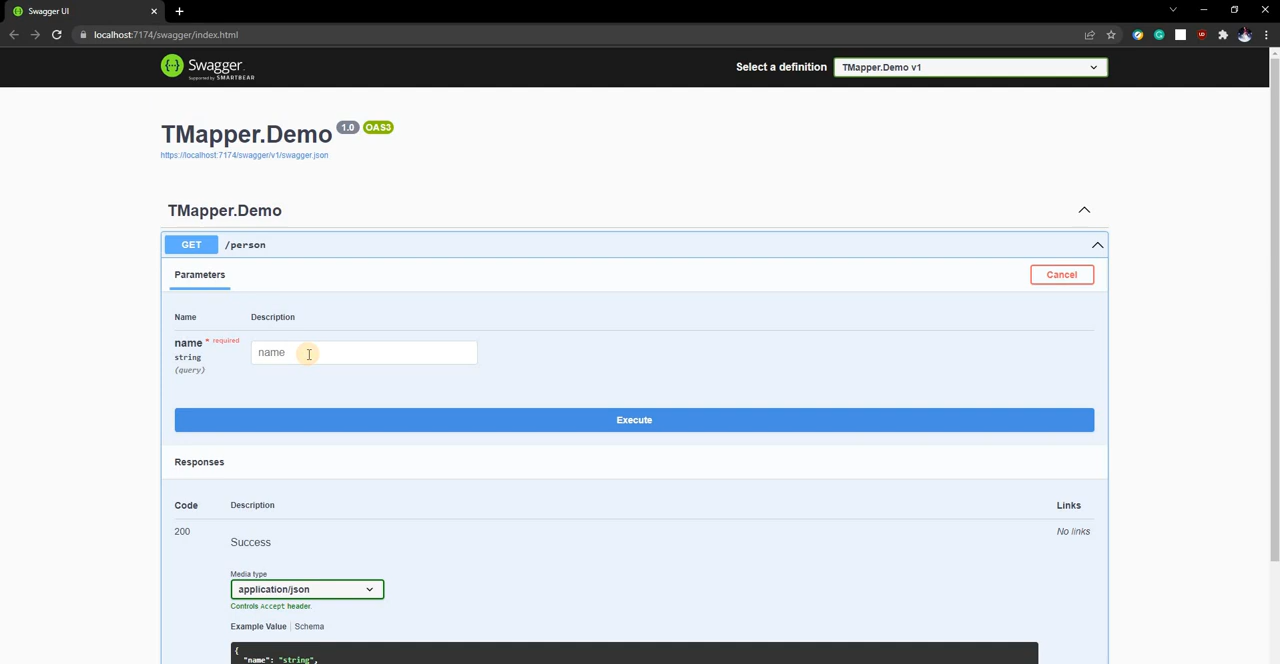 Swagger UI
localhost:7174/swagger/index.html
Swagger.
Supported by SMARTBEAR
Select a definition
TMapper.Demo v1
TMapper.Demo 1.0 OAS3
https://localhost:7174/swagger/v1/swagger.json
TMapper.Demo
GET /person
Parameters
Cancel
Name Description
name * required
string
(query)
name
Execute
Responses
Code Description Links
200 No links
Success
Media type
application/json
Controls Accept header.
Example Value | Schema
{
"name": "string",